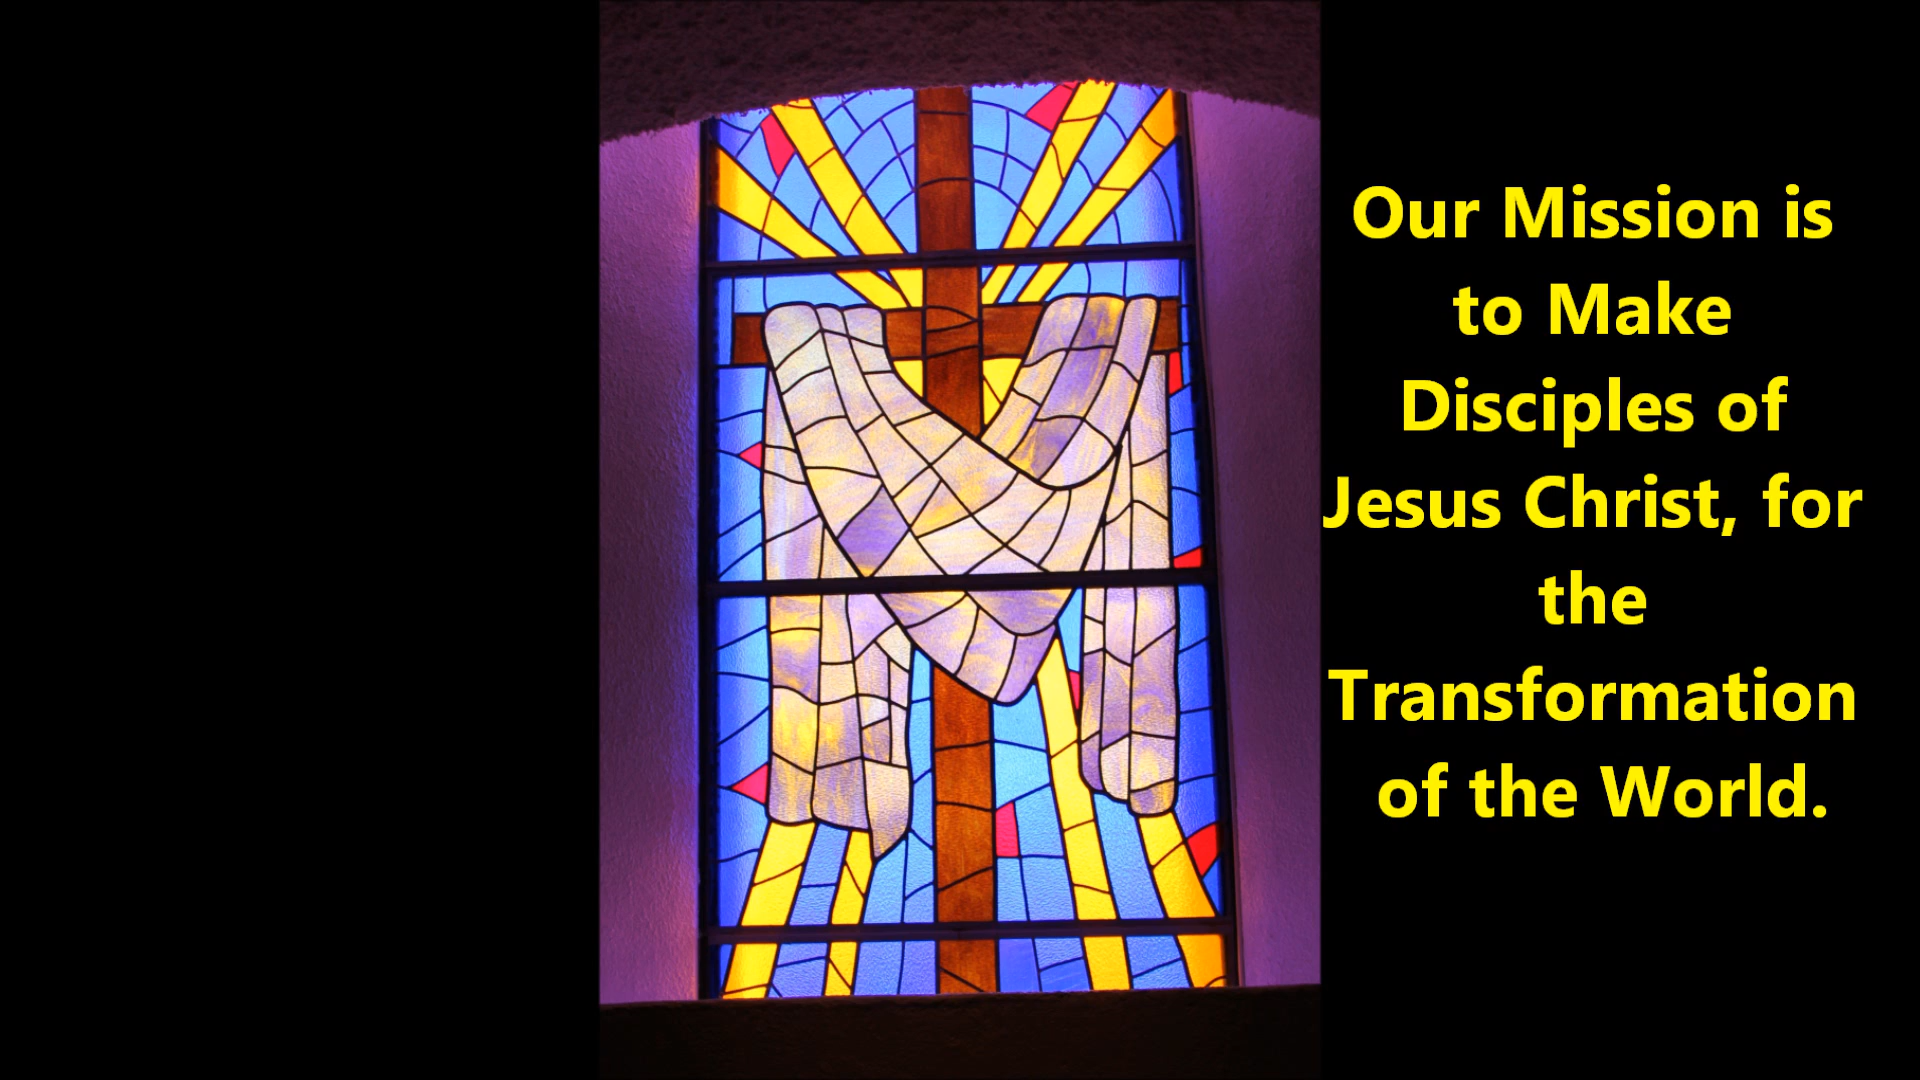 Our Mission is
to Make
Disciples of
Jesus Christ, for
the
Transformation
of the World.